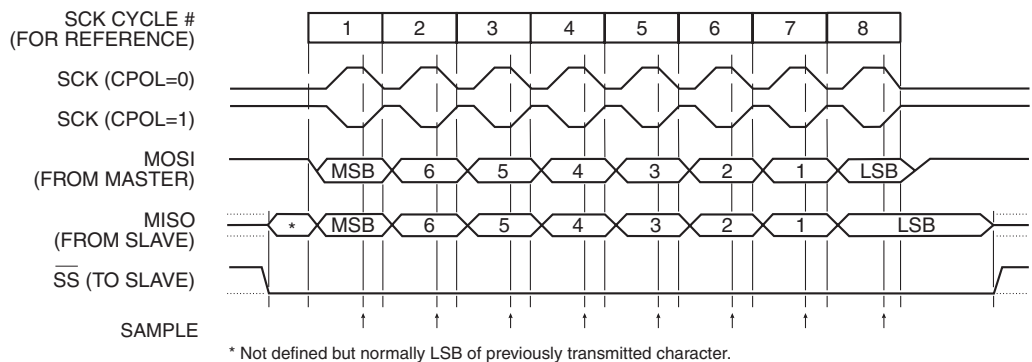 SCK CYCLE #
(FOR REFERENCE)
1 2 3 4 5 6 7 8
SCK (CPOL=0)
SCK (CPOL=1)
MOSI
(FROM MASTER)
MSB 6 5 4 3 2 1 LSB
MISO
(FROM SLAVE)
* MSB 6 5 4 3 2 1 LSB
SS (TO SLAVE)
SAMPLE
* Not defined but normally LSB of previously transmitted character.